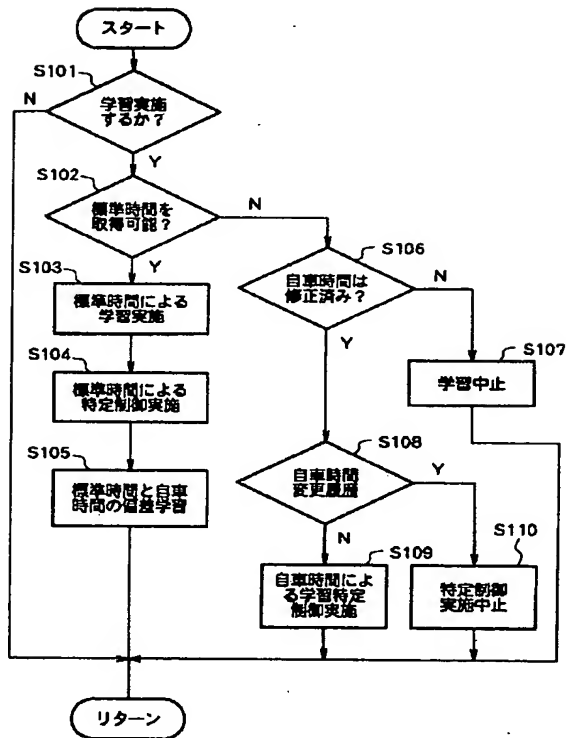 スタート
S101
学習実施
するか？
N
Y
S102
標準時間を
取得可能？
N
Y
S103
標準時間による
学習実施
S104
標準時間による
特定制御実施
S105
標準時間と自車
時間の偏差学習
S106
自車時間は
修正済み？
N
Y
S107
学習中止
S108
自車時間
変更履歴
Y
N
S109
自車時間によ
る学習特定
制御実施
S110
特定制御
実施中止
リターン